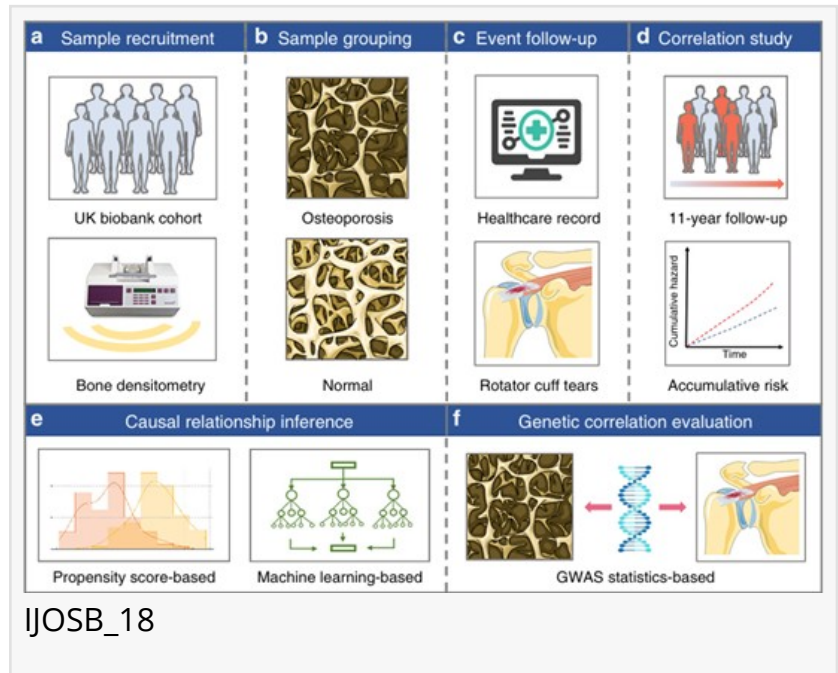 a Sample recruitment
b Sample grouping
c Event follow-up
d Correlation study
UK biobank cohort
Osteoporosis
Healthcare record
11-year follow-up
Cumulative hazard
Time
Bone densitometry
Normal
Rotator cuff tears
Accumulative risk
e Causal relationship inference
f Genetic correlation evaluation
Propensity score-based
Machine learning-based
GWAS statistics-based
IJOSB_18